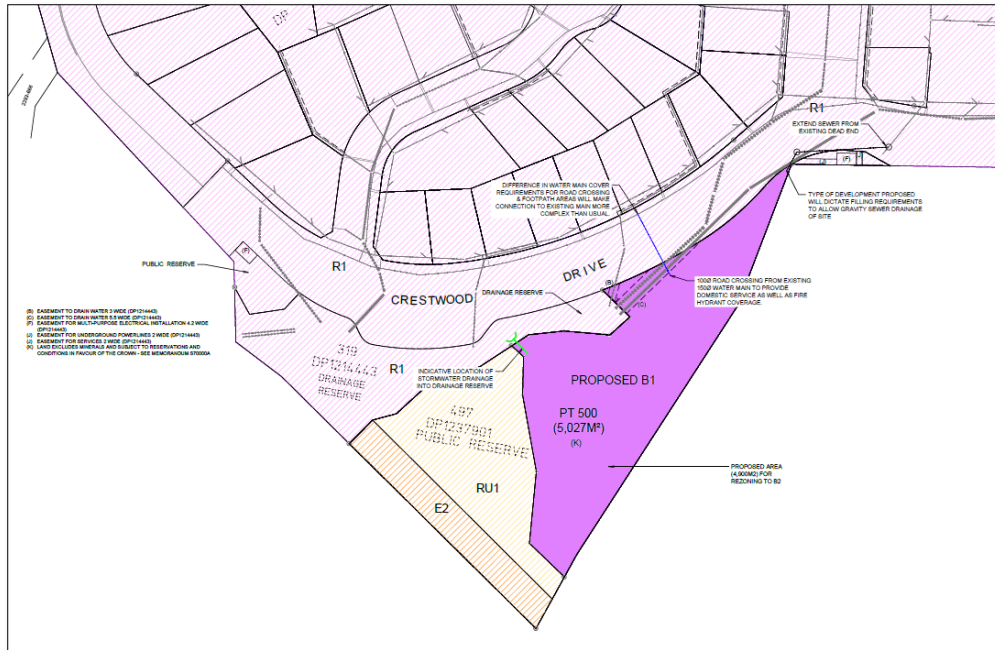 DP
R1
EXTEND SEWER FROM
EXISTING DEAD END
(F)
(J)
TYPE OF DEVELOPMENT PROPOSED
WILL DICTATE FILLING REQUIREMENTS
TO ALLOW GRAVITY SEWER DRAINAGE
OF SITE
DIFFERENCE IN WATER MAIN COVER
REQUIREMENTS FOR ROAD CROSSING
& FOOTPATH AREAS WILL MAKE
CONNECTION TO EXISTING MAIN MORE
COMPLEX THAN USUAL.
(F)
PUBLIC RESERVE
R1
CRESTWOOD
DRIVE
DRAINAGE RESERVE
(B)
(C)
100Ø ROAD CROSSING FROM EXISTING
150Ø WATER MAIN TO PROVIDE
DOMESTIC SERVICE AS WELL AS FIRE
HYDRANT COVERAGE.
(B) EASEMENT TO DRAIN WATER 3 WIDE (DP1214443)
(C) EASEMENT TO DRAIN WATER 5.5 WIDE (DP1214443)
(F) EASEMENT FOR MULTI-PURPOSE ELECTRICAL INSTALLATION 4.2 WIDE
(DP1214443)
(J) EASEMENT FOR UNDERGROUND POWERLINES 2 WIDE (DP1214443)
(J) EASEMENT FOR SERVICES 2 WIDE (DP1214443)
(K) LAND EXCLUDES MINERALS AND SUBJECT TO RESERVATIONS AND
CONDITIONS IN FAVOUR OF THE CROWN - SEE MEMORANDUM S700000A
319
DP1214443
DRAINAGE
RESERVE
R1
INDICATIVE LOCATION OF
STORMWATER DRAINAGE
INTO DRAINAGE RESERVE
PROPOSED B1
PT 500
(5,027M²)
(K)
497
DP1237901
PUBLIC RESERVE
PROPOSED AREA
(4,900M2) FOR
REZONING TO B2
RU1
E2